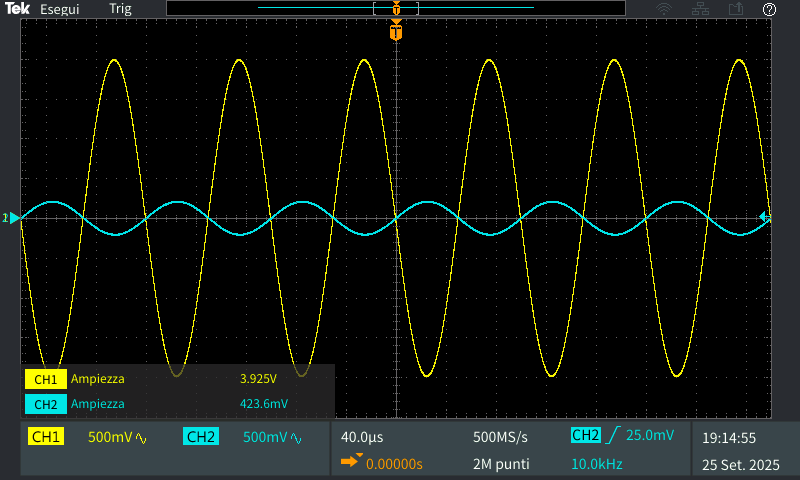 Tek Esegui Trig
T
T
CH1 Ampiezza 3.925V
CH2 Ampiezza 423.6mV
CH1 500mV CH2 500mV 40.0µs 500MS/s CH2 25.0mV 19:14:55
0.00000s 2M punti 10.0kHz 25 Set. 2025